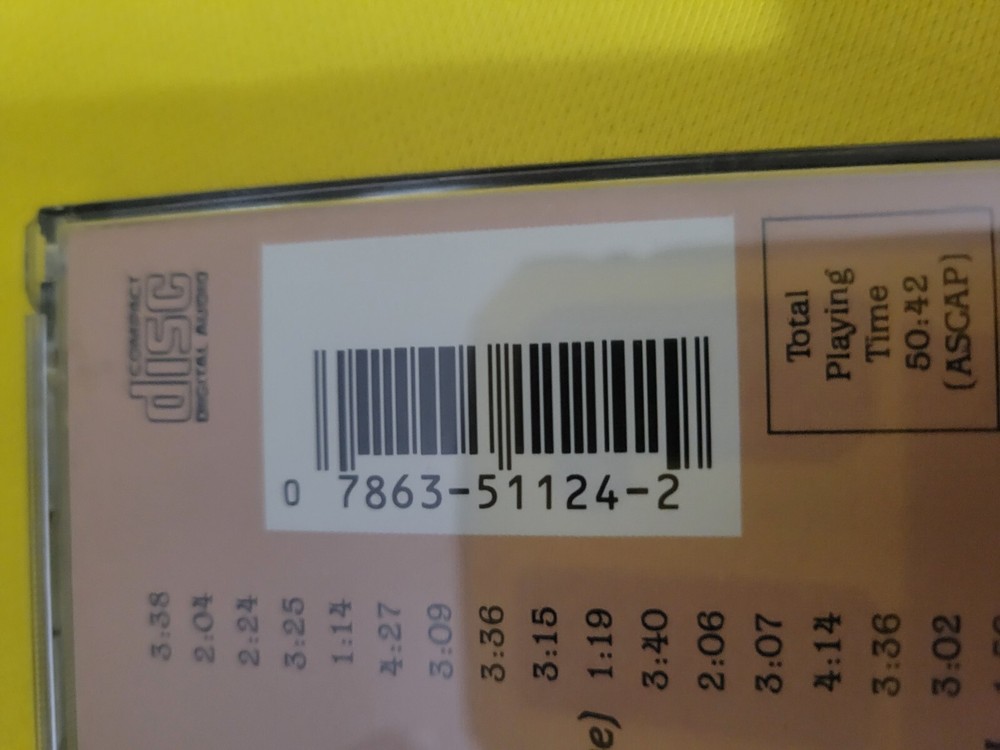 COMPACT
disc
DIGITAL AUDIO
0 7863-51124-2
Total
Playing
Time
50:42
(ASCAP)
3:38
2:04
2:24
3:25
1:14
4:27
3:09
3:36
3:15
1:19
3:40
2:06
3:07
4:14
3:36
3:02
e)